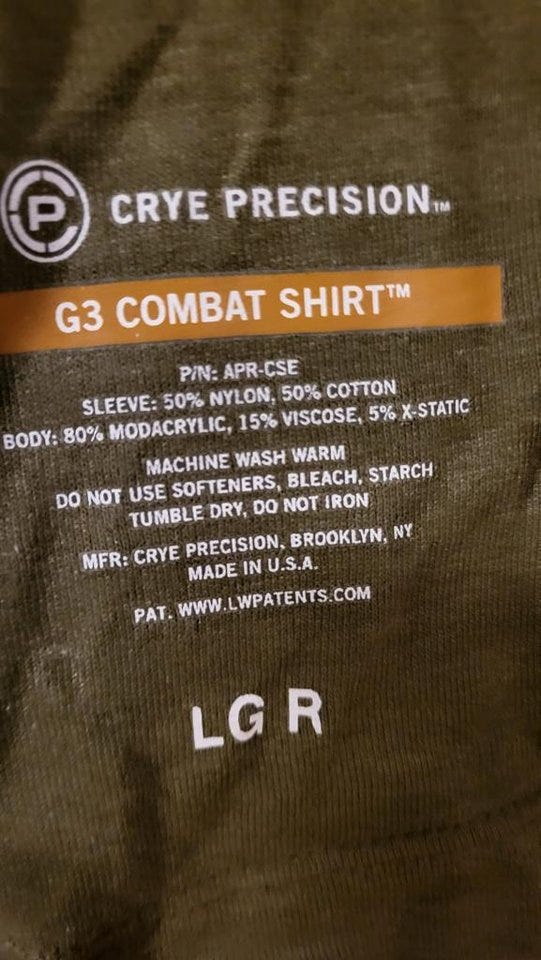 P CRYE PRECISION™
G3 COMBAT SHIRT™
P/N: APR-CSE
SLEEVE: 50% NYLON, 50% COTTON
BODY: 80% MODACRYLIC, 15% VISCOSE, 5% X-STATIC
MACHINE WASH WARM
DO NOT USE SOFTENERS, BLEACH, STARCH
TUMBLE DRY, DO NOT IRON
MFR: CRYE PRECISION, BROOKLYN, NY
MADE IN U.S.A.
PAT. WWW.LWPATENTS.COM
LG R